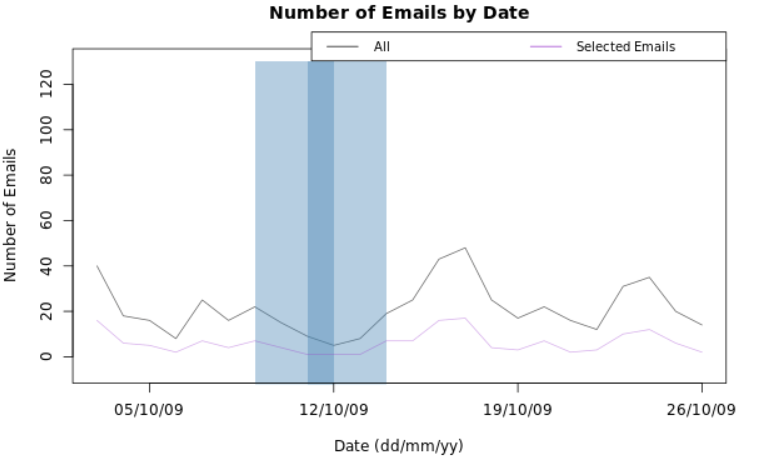 Number of Emails by Date
All
Selected Emails
Number of Emails
120
100
80
60
40
20
0
05/10/09
12/10/09
19/10/09
26/10/09
Date (dd/mm/yy)